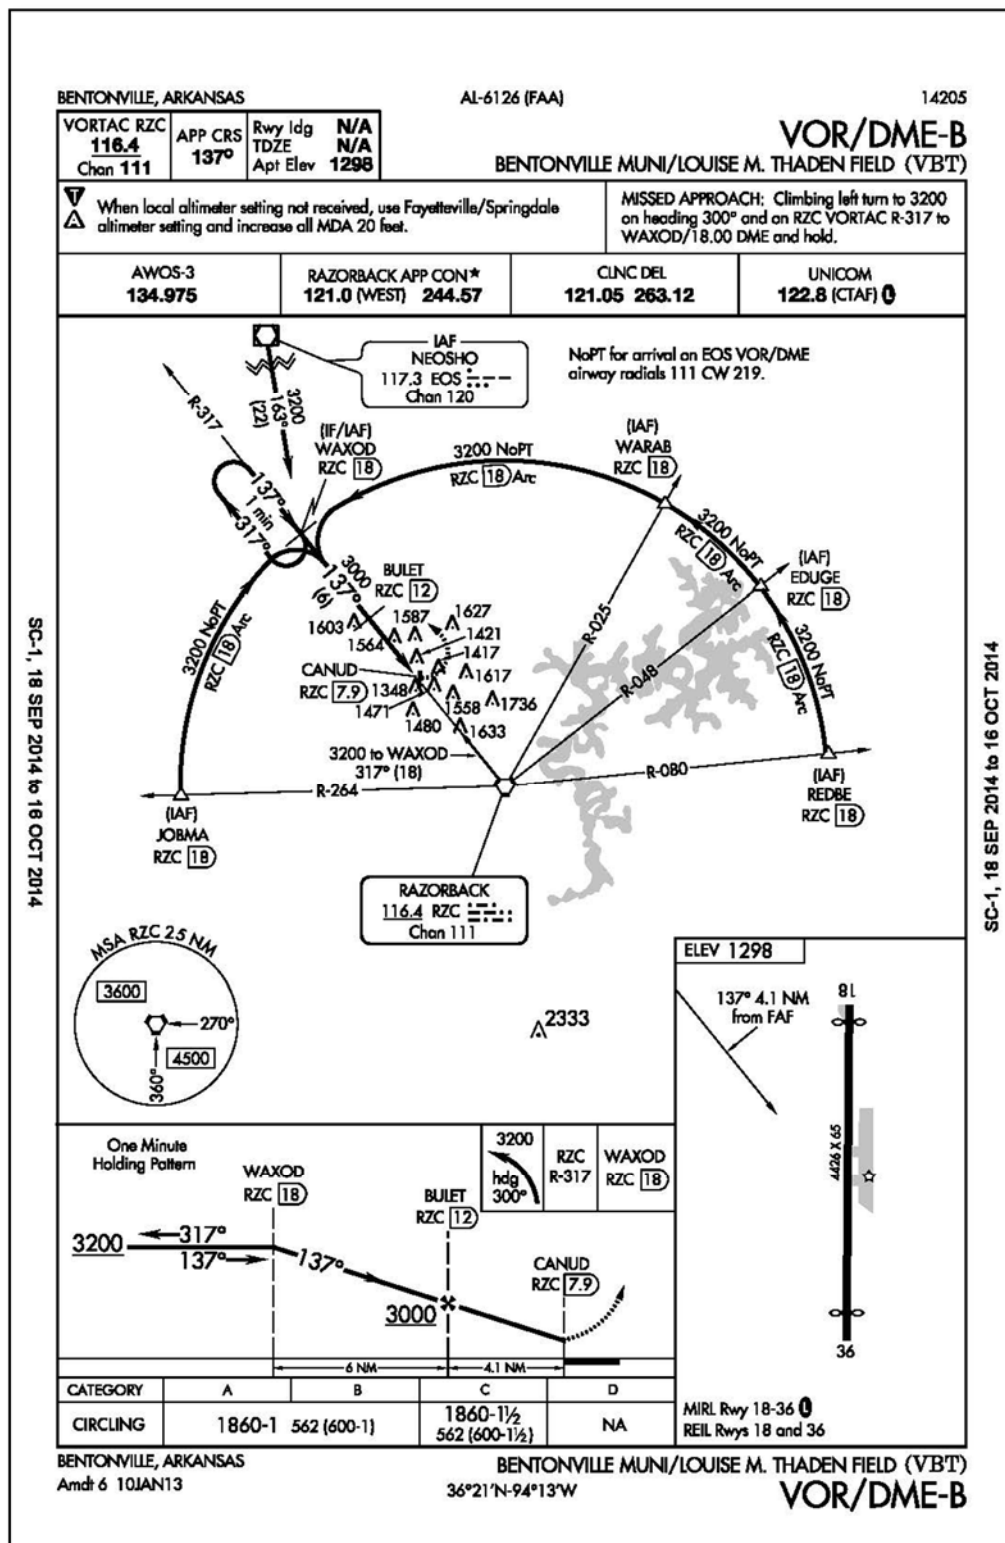 BENTONVILLE, ARKANSAS
AL-6126 (FAA)
14205
VORTAC RZC
116.4
Chan 111
APP CRS
137°
Rwy ldg N/A
TDZE N/A
Apt Elev 1298
VOR/DME-B
BENTONVILLE MUNI/LOUISE M. THADEN FIELD (VBT)
T
A
When local altimeter setting not received, use Fayetteville/Springdale
altimeter setting and increase all MDA 20 feet.
MISSED APPROACH: Climbing left turn to 3200
on heading 300° and on RZC VORTAC R-317 to
WAXOD/18.00 DME and hold.
AWOS-3
134.975
RAZORBACK APP CON★
121.0 (WEST) 244.57
CLNC DEL
121.05 263.12
UNICOM
122.8 (CTAF) L
IAF
NEOSHO
117.3 EOS
Chan 120
NoPT for arrival on EOS VOR/DME
airway radials 111 CW 219.
3200
163°
(22)
R-317
(IF/IAF)
WAXOD
RZC 18
3200 NoPT
RZC 18 Arc
(IAF)
WARAB
RZC 18
3200 NoPT
RZC 18 Arc
(IAF)
EDUGE
RZC 18
137°
1 min
317°
3000
137°
(6)
BULET
RZC 12
3200 NoPT
RZC 18 Arc
3200 NoPT
RZC 18 Arc
1603
1564
1587
1627
1421
1417
1617
CANUD
RZC 7.9
1348
1471
1480
1558
1736
1633
R-025
R-048
3200 to WAXOD
317° (18)
R-264
R-080
(IAF)
JOBMA
RZC 18
(IAF)
REDBE
RZC 18
RAZORBACK
116.4 RZC
Chan 111
MSA RZC 25 NM
3600
270°
4500
360°
2333
ELEV 1298
137° 4.1 NM
from FAF
18
4426 X 65
36
MIRL Rwy 18-36 L
REIL Rwys 18 and 36
One Minute
Holding Pattern
WAXOD
RZC 18
BULET
RZC 12
3200
hdg
300°
RZC
R-317
WAXOD
RZC 18
CANUD
RZC 7.9
3200
317°
137°
137°
3000
6 NM
4.1 NM
CATEGORY A B C D
CIRCLING 1860-1 562 (600-1) 1860-1½ 562 (600-1½) NA
BENTONVILLE, ARKANSAS
Amdt 6 10JAN13
36°21'N-94°13'W
BENTONVILLE MUNI/LOUISE M. THADEN FIELD (VBT)
VOR/DME-B
SC-1, 18 SEP 2014 to 16 OCT 2014
SC-1, 18 SEP 2014 to 16 OCT 2014